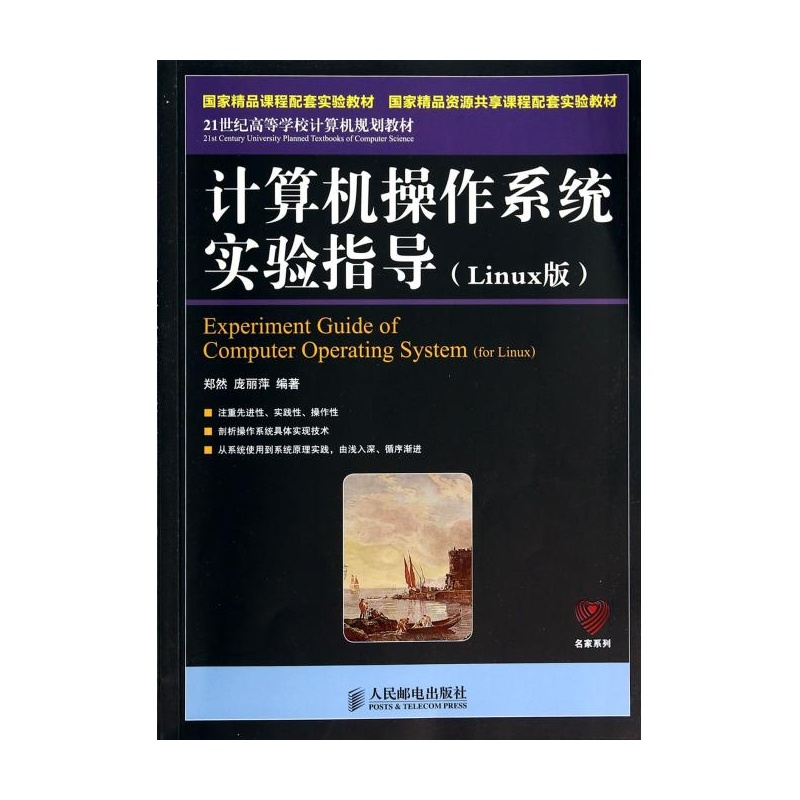 国家精品课程配套实验教材 国家精品资源共享课程配套实验教材
21世纪高等学校计算机规划教材
21st Century University Planned Textbooks of Computer Science
计算机操作系统
实验指导（Linux版）
Experiment Guide of
Computer Operating System (for Linux)
郑然 庞丽萍 编著
■ 注重先进性、实践性、操作性
■ 剖析操作系统具体实现技术
■ 从系统使用到系统原理实践，由浅入深、循序渐进
名家系列
人民邮电出版社
POSTS & TELECOM PRESS